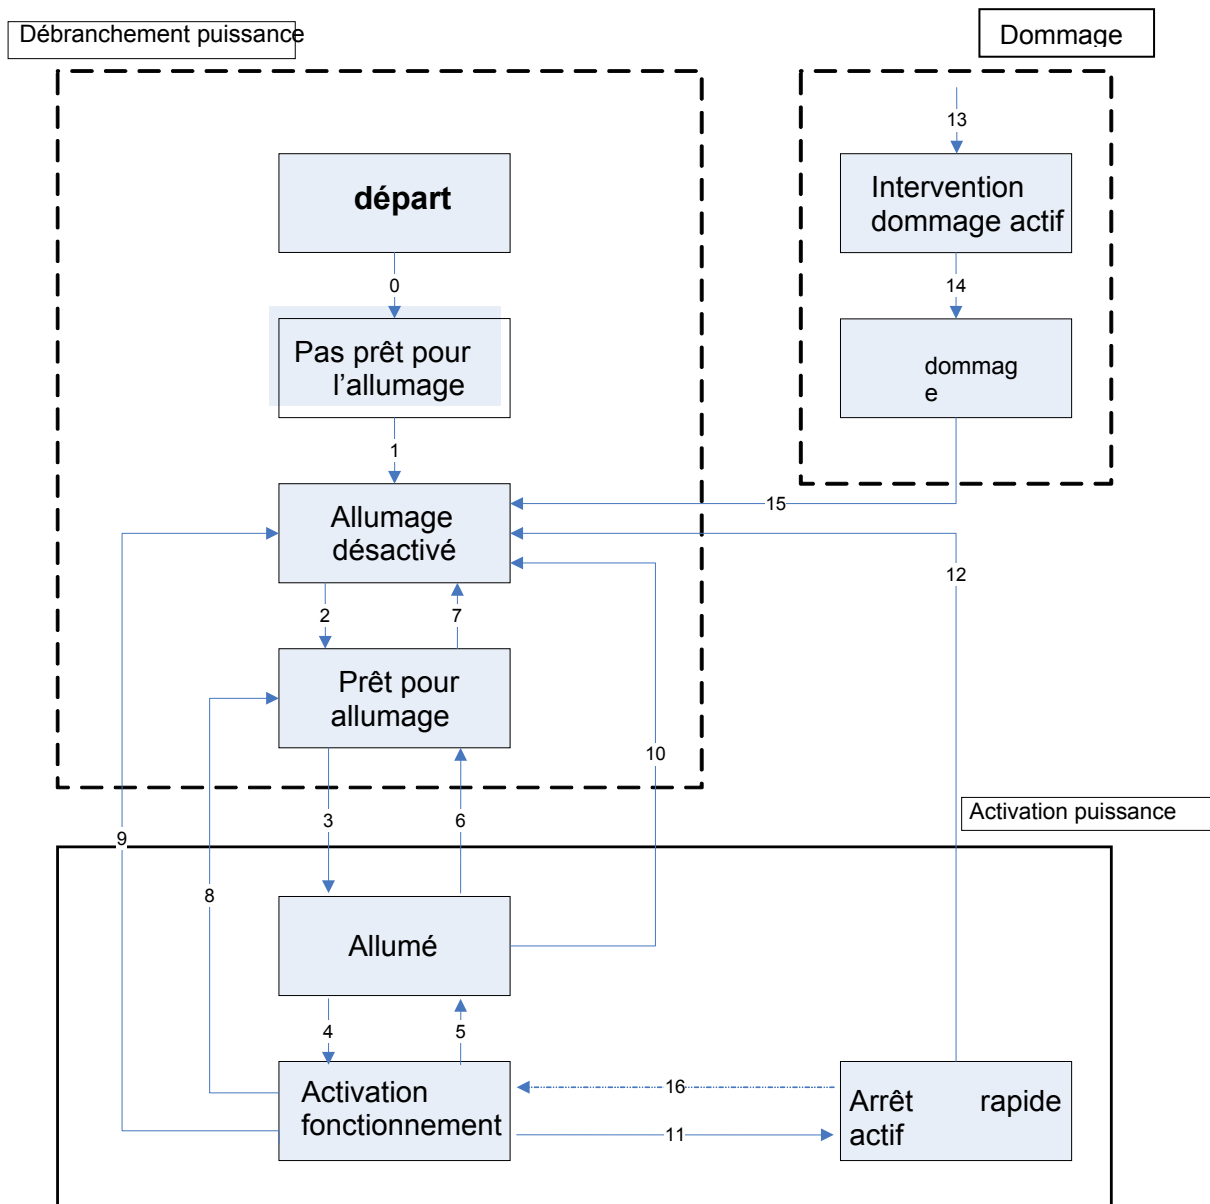 Débranchement puissance
Dommage
13
départ
Intervention
dommage actif
0
14
Pas prêt pour
l'allumage
dommag
e
1
15
Allumage
désactivé
12
2
7
Prêt pour
allumage
10
Activation puissance
3
6
9
8
Allumé
4
5
16
Activation
fonctionnement
Arrêt rapide
actif
11